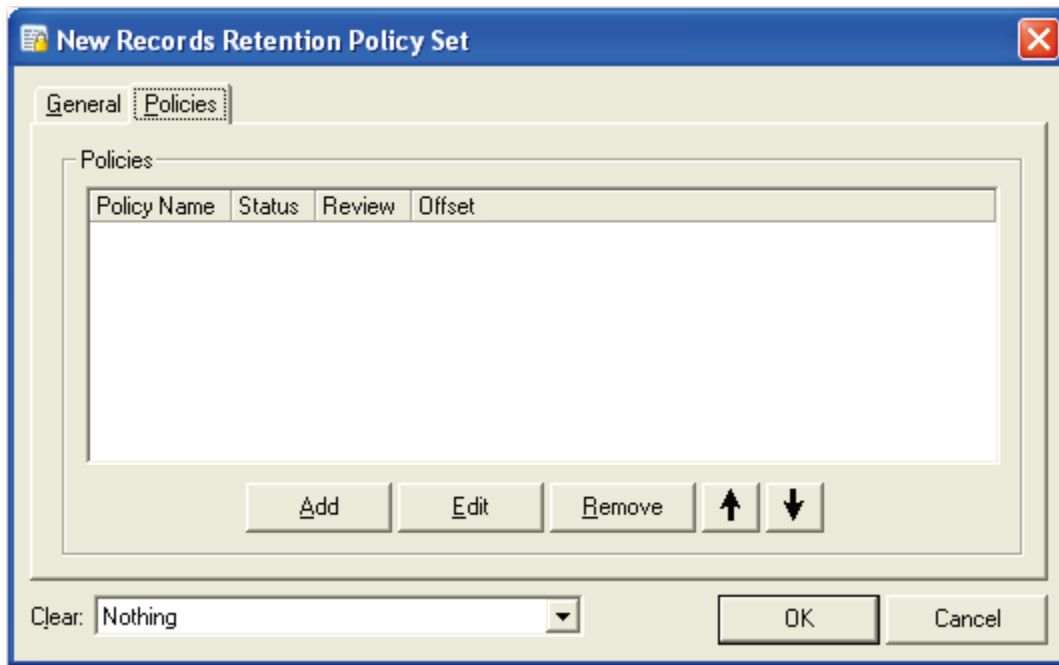 New Records Retention Policy Set
General Policies
Policies
Policy Name Status Review Offset
Add Edit Remove
Clear: Nothing OK Cancel